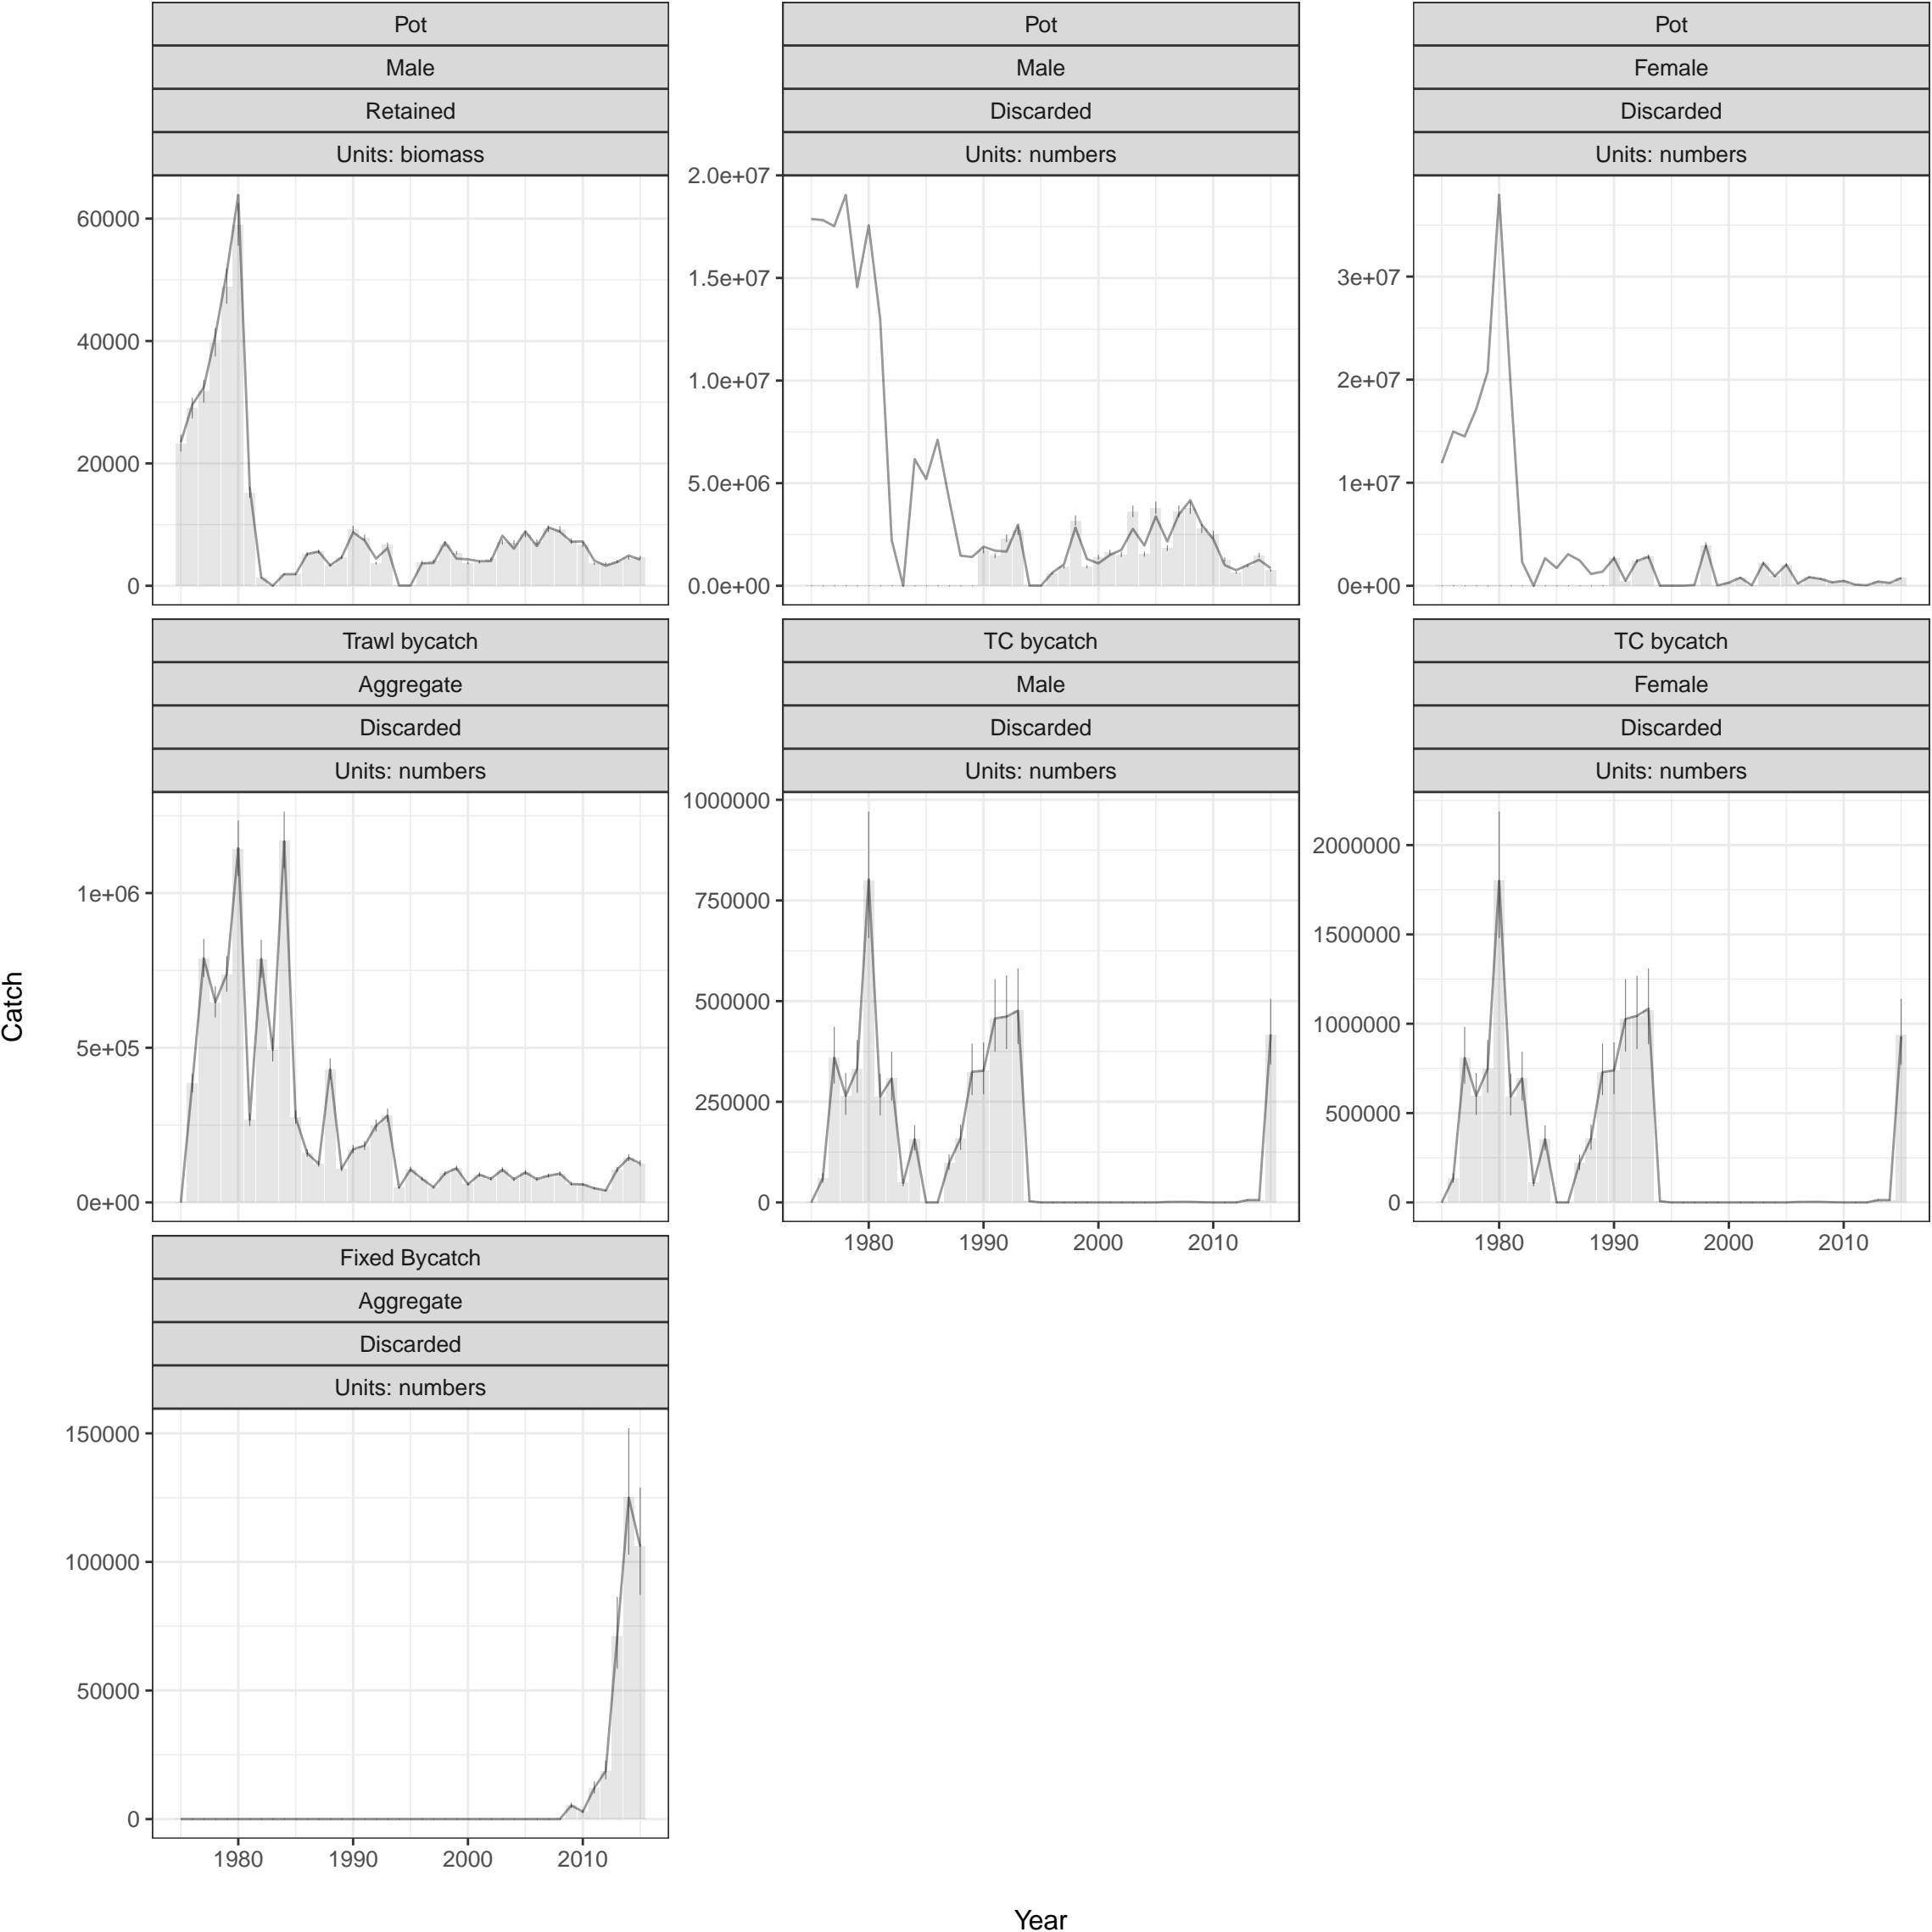 Pot
Male
Retained
Units: biomass
60000
40000
20000
0
Pot
Male
Discarded
Units: numbers
2.0e+07
1.5e+07
1.0e+07
5.0e+06
0.0e+00
Pot
Female
Discarded
Units: numbers
3e+07
2e+07
1e+07
0e+00
Trawl bycatch
Aggregate
Discarded
Units: numbers
1e+06
5e+05
0e+00
TC bycatch
Male
Discarded
Units: numbers
1000000
750000
500000
250000
0
1980 1990 2000 2010
TC bycatch
Female
Discarded
Units: numbers
2000000
1500000
1000000
500000
0
1980 1990 2000 2010
Fixed Bycatch
Aggregate
Discarded
Units: numbers
150000
100000
50000
0
1980 1990 2000 2010
Catch
Year